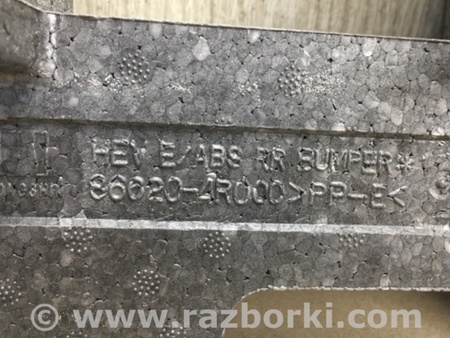 HEV E/ABS RR BUMPER*
86620-4R000 >PP-E<
www.razborki.com